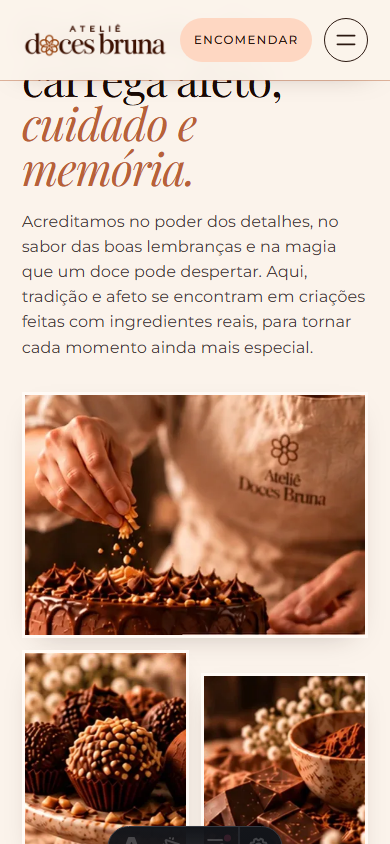 ATELIÊ
doces bruna
ENCOMENDAR
carrega afeto,
cuidado e
memória.
Acreditamos no poder dos detalhes, no
sabor das boas lembranças e na magia
que um doce pode despertar. Aqui,
tradição e afeto se encontram em criações
feitas com ingredientes reais, para tornar
cada momento ainda mais especial.
Ateliê
Doces Bruna